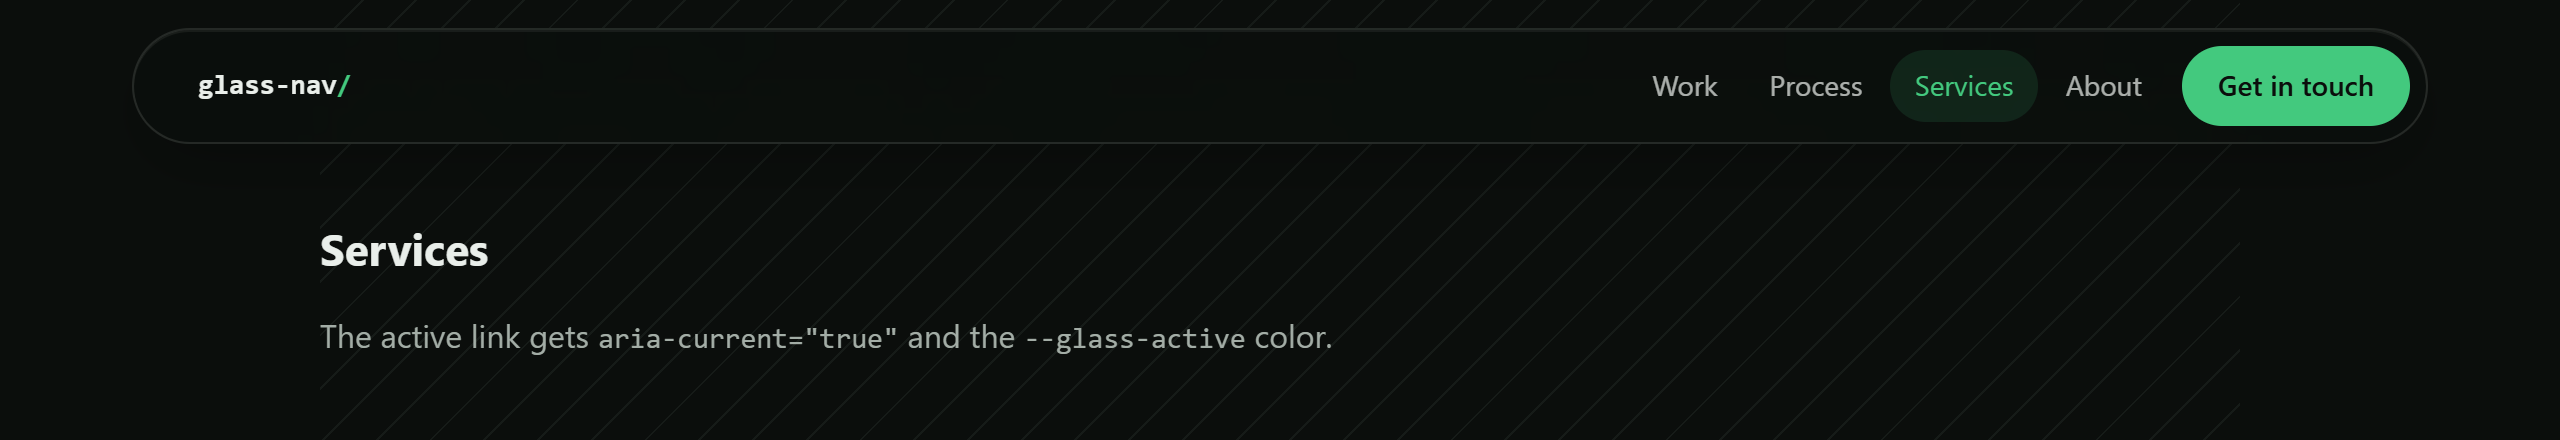 glass-nav/ Work Process Services About Get in touch
Services
The active link gets aria-current="true" and the --glass-active color.